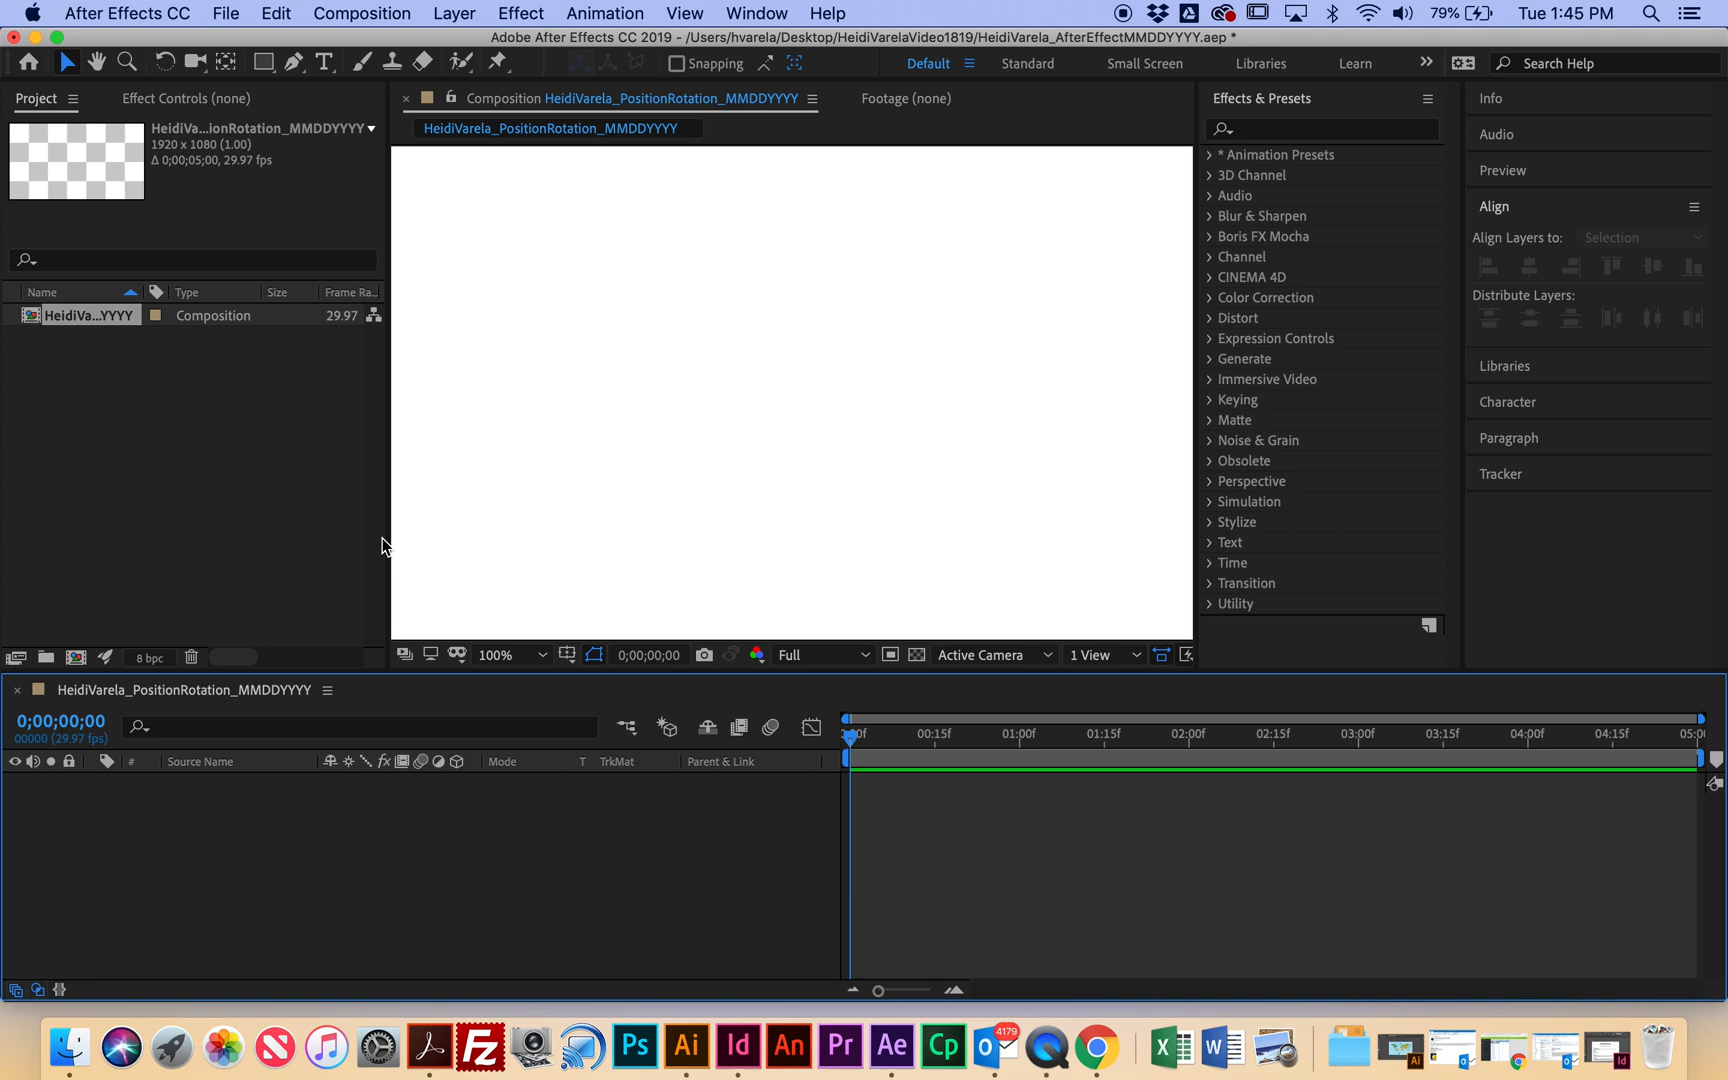 After Effects CC File Edit Composition Layer Effect Animation View Window Help 79% Tue 1:45 PM
Adobe After Effects CC 2019 - /Users/hvarela/Desktop/HeidiVarelaVideo1819/HeidiVarela_AfterEffectMMDDYYYY.aep *
Snapping Default Standard Small Screen Libraries Learn Search Help
Project Effect Controls (none)
HeidiVa...ionRotation_MMDDYYYY
1920 x 1080 (1.00)
Δ 0;00;05;00, 29.97 fps
Name Type Size Frame Ra...
HeidiVa...YYYY Composition 29.97
8 bpc
Composition HeidiVarela_PositionRotation_MMDDYYYY Footage (none)
HeidiVarela_PositionRotation_MMDDYYYY
100% 0;00;00;00 Full Active Camera 1 View
Effects & Presets
* Animation Presets
3D Channel
Audio
Blur & Sharpen
Boris FX Mocha
Channel
CINEMA 4D
Color Correction
Distort
Expression Controls
Generate
Immersive Video
Keying
Matte
Noise & Grain
Obsolete
Perspective
Simulation
Stylize
Text
Time
Transition
Utility
Info
Audio
Preview
Align
Align Layers to: Selection
Distribute Layers:
Libraries
Character
Paragraph
Tracker
HeidiVarela_PositionRotation_MMDDYYYY
0;00;00;00
00000 (29.97 fps)
00:15f 01:00f 01:15f 02:00f 02:15f 03:00f 03:15f 04:00f 04:15f
# Source Name fx Mode T TrkMat Parent & Link
Fz Ps Ai Id An Pr Ae Cp 4179 X W Ai Id